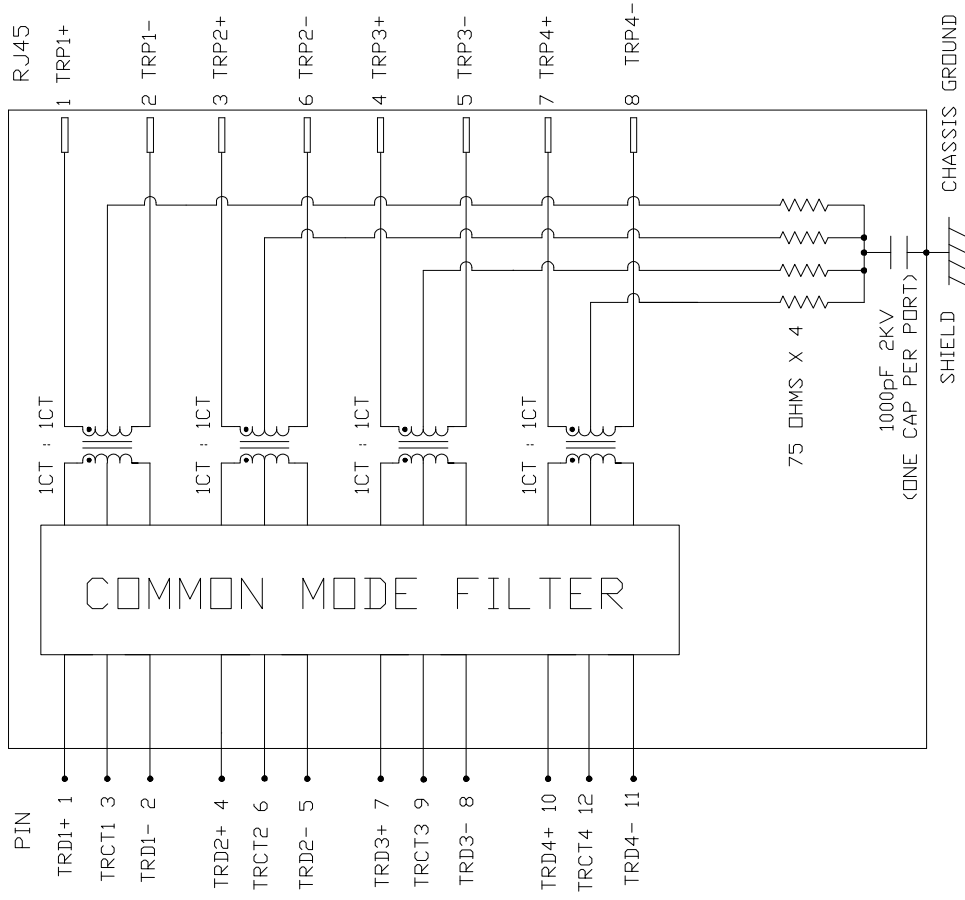 RJ45
1 TRP1+
2 TRP1-
3 TRP2+
6 TRP2-
4 TRP3+
5 TRP3-
7 TRP4+
8 TRP4-
CHASSIS GROUND
SHIELD
75 OHMS X 4
1000pF 2KV
(ONE CAP PER PORT)
1CT : 1CT
1CT : 1CT
1CT : 1CT
1CT : 1CT
COMMON MODE FILTER
PIN
TRD1+ 1
TRCT1 3
TRD1- 2
TRD2+ 4
TRCT2 6
TRD2- 5
TRD3+ 7
TRCT3 9
TRD3- 8
TRD4+ 10
TRCT4 12
TRD4- 11